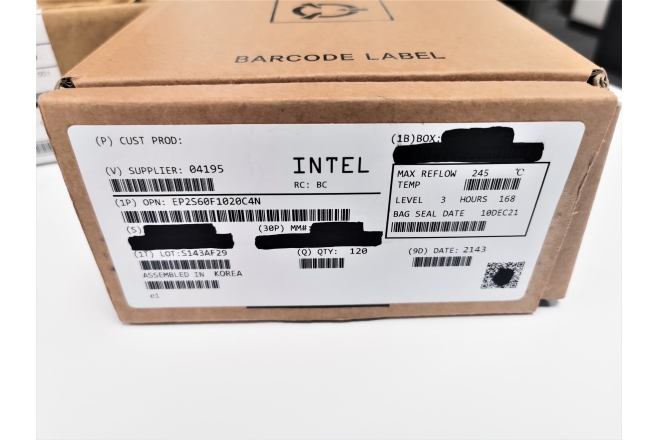 BARCODE LABEL
(P) CUST PROD:
(1B)BOX:
(V) SUPPLIER: 04195
INTEL
RC: BC
MAX REFLOW 245 ℃
TEMP
LEVEL 3 HOURS 168
BAG SEAL DATE 10DEC21
(1P) OPN: EP2S60F1020C4N
(S)
(30P) MM#:
(1T) LOT:S143AF29
(Q) QTY: 120
(9D) DATE: 2143
ASSEMBLED IN KOREA
e1